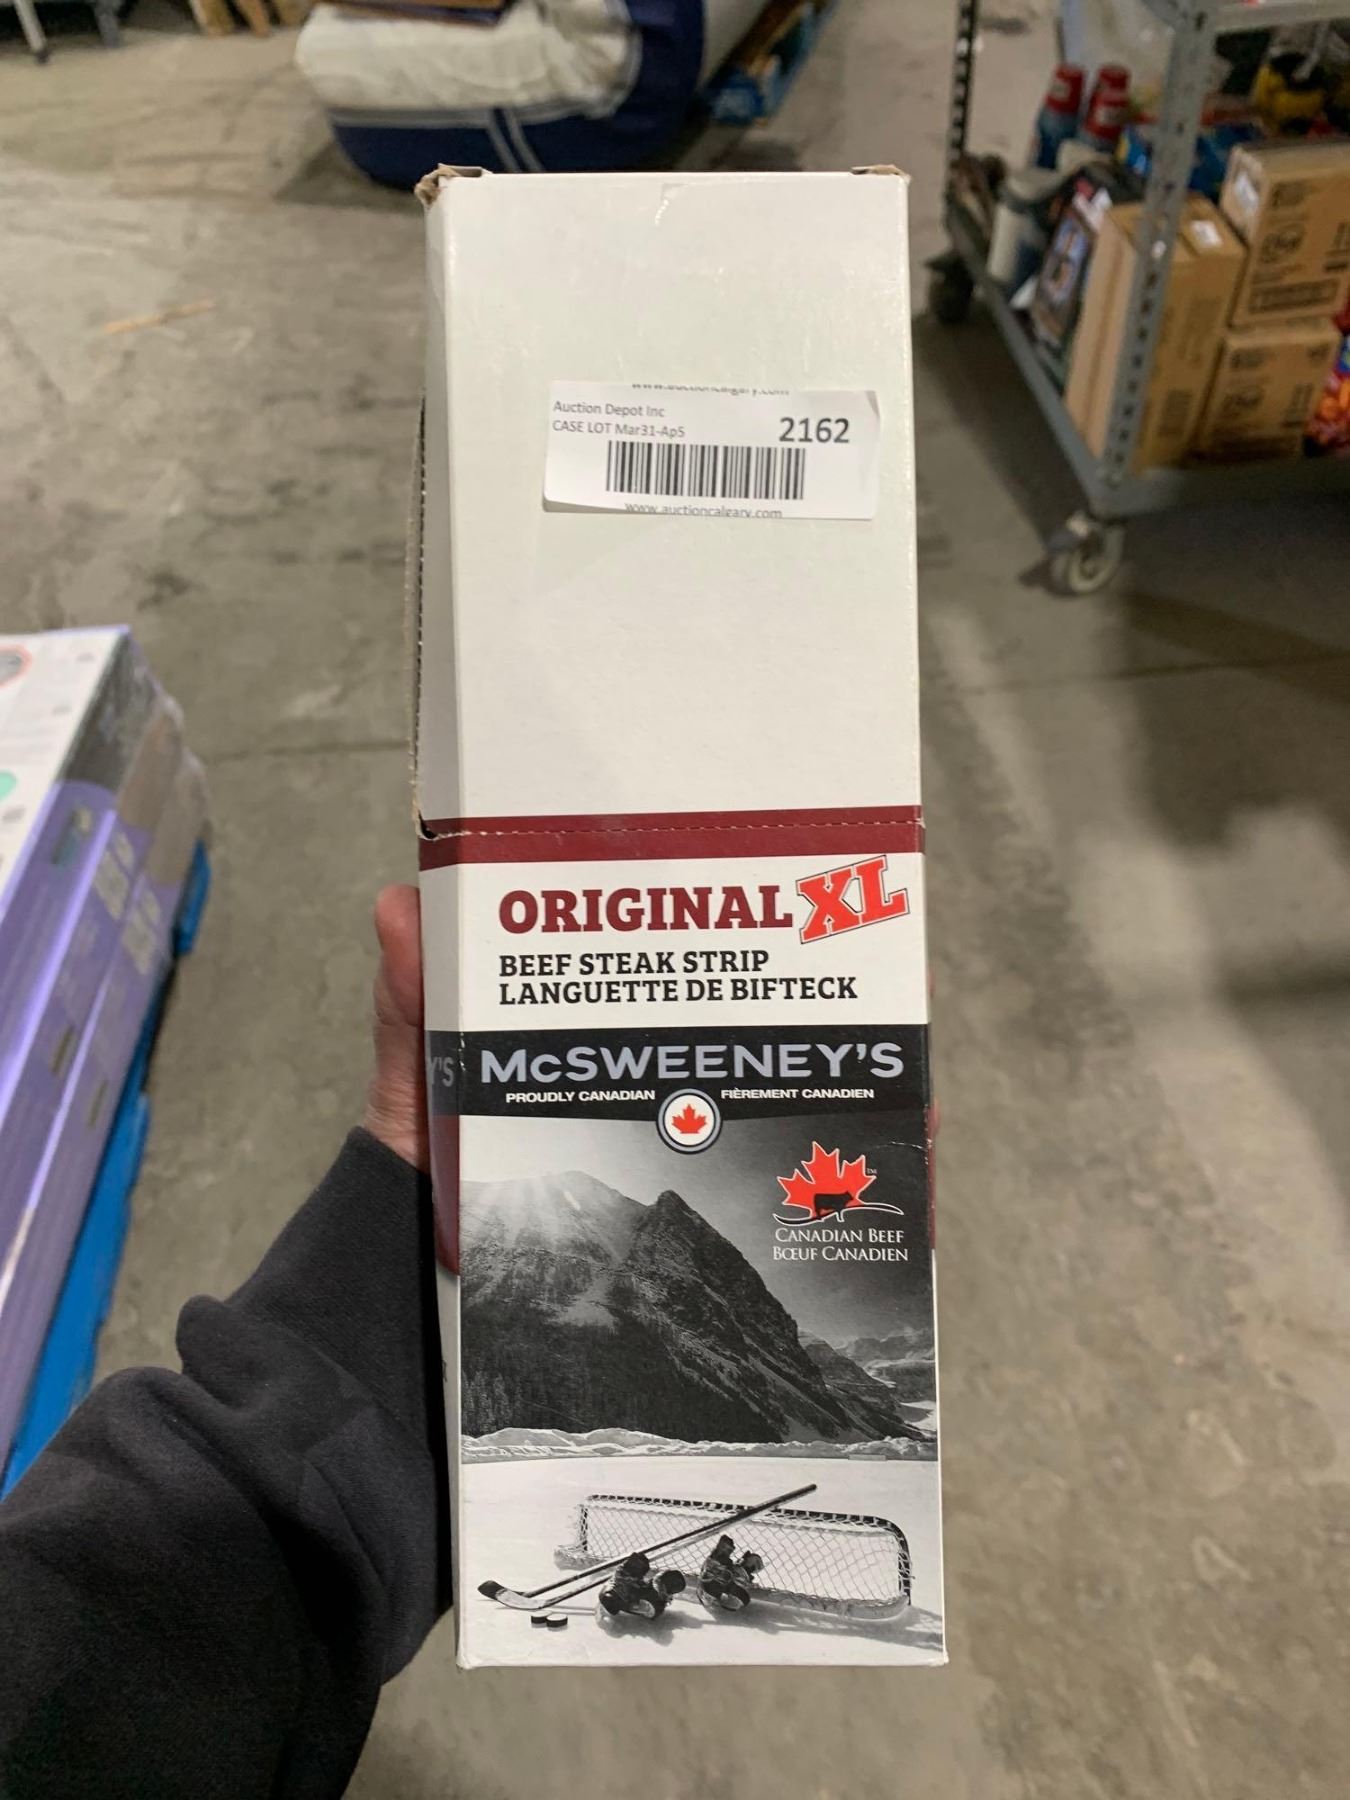 www.auctioncalgary.com
Auction Depot Inc
CASE LOT Mar31-Ap5
2162
www.auctioncalgary.com
ORIGINAL XL
BEEF STEAK STRIP
LANGUETTE DE BIFTECK
Y'S
McSWEENEY'S
PROUDLY CANADIAN
FIÈREMENT CANADIEN
TM
CANADIAN BEEF
BŒUF CANADIEN